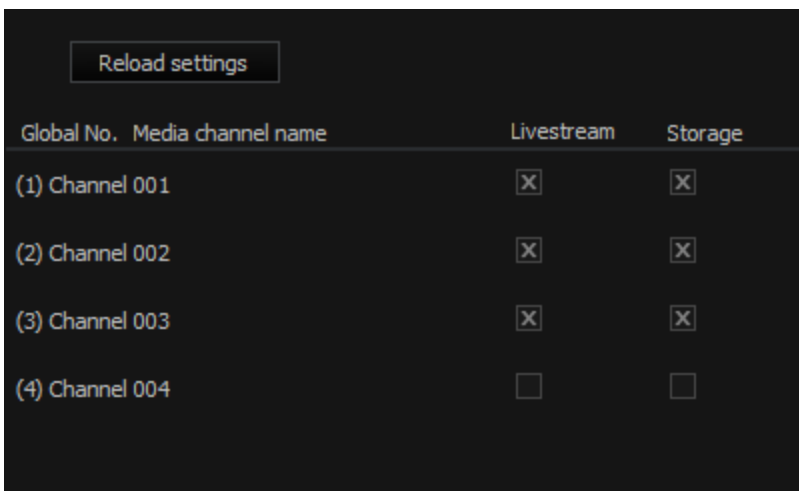 Reload settings
Global No. Media channel name Livestream Storage
(1) Channel 001 X X
(2) Channel 002 X X
(3) Channel 003 X X
(4) Channel 004